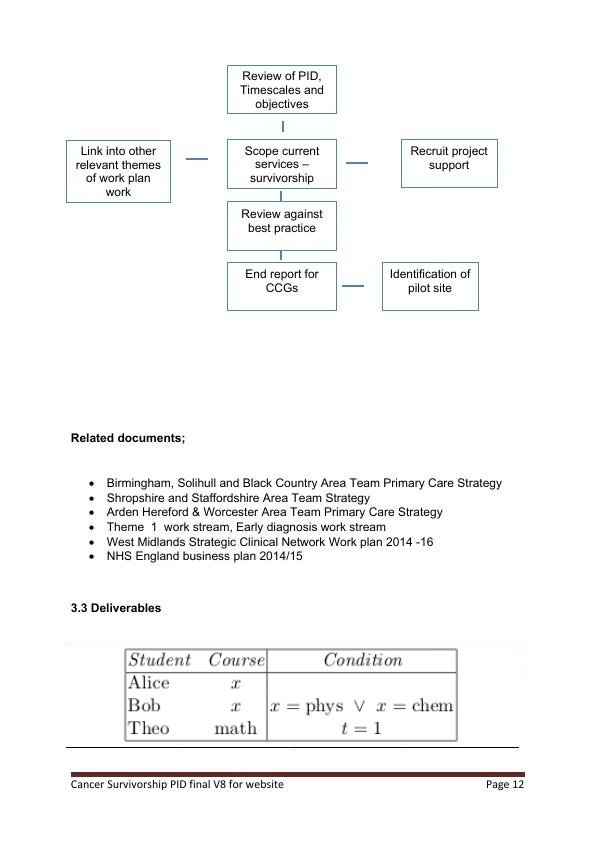 Review of PID,
Timescales and
objectives
Link into other
relevant themes
of work plan
work
Scope current
services –
survivorship
Recruit project
support
Review against
best practice
End report for
CCGs
Identification of
pilot site
Related documents;
• Birmingham, Solihull and Black Country Area Team Primary Care Strategy
• Shropshire and Staffordshire Area Team Strategy
• Arden Hereford & Worcester Area Team Primary Care Strategy
• Theme  1  work stream, Early diagnosis work stream
• West Midlands Strategic Clinical Network Work plan 2014 -16
• NHS England business plan 2014/15
3.3 Deliverables
Student Course Condition
Alice x
Bob x x = phys ∨ x = chem
Theo math t = 1
Cancer Survivorship PID final V8 for website Page 12